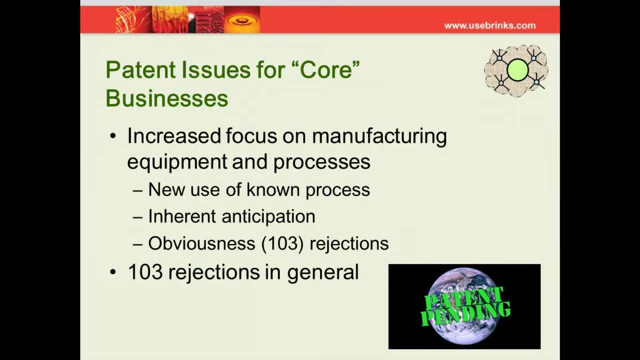 www.usebrinks.com
Patent Issues for “Core”
Businesses
• Increased focus on manufacturing
equipment and processes
– New use of known process
– Inherent anticipation
– Obviousness (103) rejections
• 103 rejections in general
PATENT
PENDING